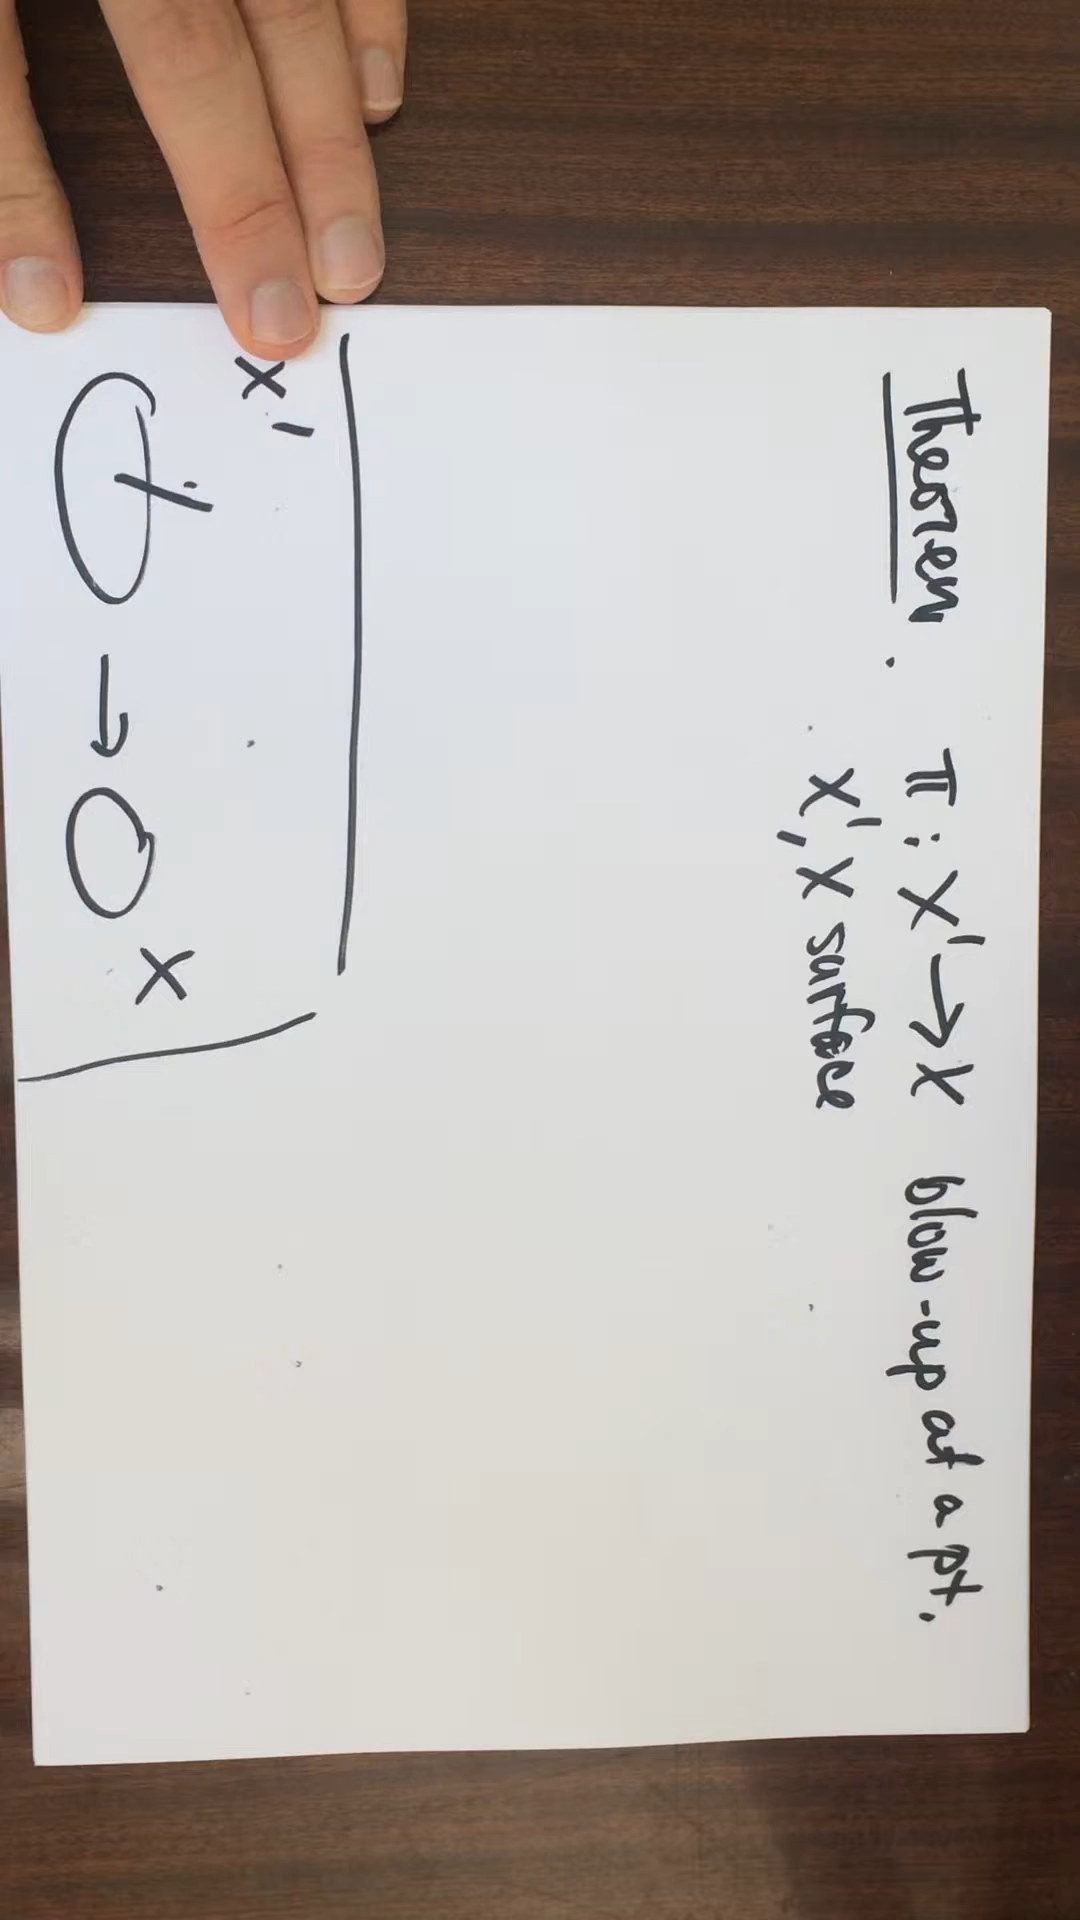 Theorem. π: X' → X blow-up at a pt.
X', X surface
X'
→
X